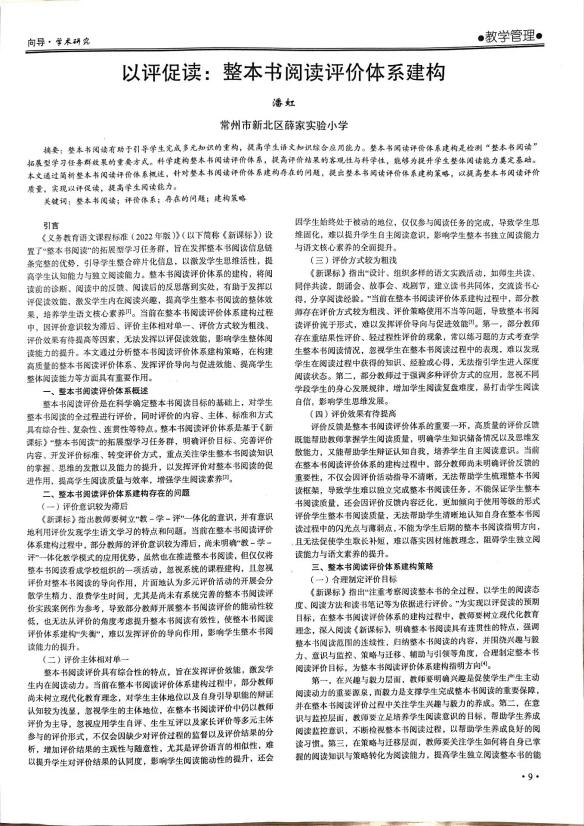 向导·学术研究
●教学管理●
以评促读：整本书阅读评价体系建构
潘虹
常州市新北区薛家实验小学
摘要：整本书阅读有助于引导学生完成多元知识的重构，提高学生语文知识综合应用能力。整本书阅读评价体系建构是检测“整本书阅读”
拓展型学习任务群效果的重要方式。科学建构整本书阅读评价体系，提高评价结果的客观性与科学性，能够为提升学生整体阅读能力奠定基础。
本文通过简析整本书阅读评价体系概述，针对整本书阅读评价体系建构存在的问题，提出整本书阅读评价体系建构策略，以提高整本书阅读评价
质量，实现以评促读，提高学生阅读能力。
关键词：整本书阅读；评价体系；存在的问题；建构策略
引言
《义务教育语文课程标准（2022年版）》（以下简称《新课标》）设
置了“整本书阅读”的拓展型学习任务群，旨在发挥整本书阅读信息链
条完整的优势，引导学生整合碎片化信息，以激发学生思维活性，提
高学生认知能力与独立阅读能力。整本书阅读评价体系的建构，将阅
读前的诊断、阅读中的反馈、阅读后的反思落到实处，有助于发挥以
评促读效能，激发学生内在阅读兴趣，提高学生整本书阅读的整体效
果，培养学生语文核心素养[1]。当前在整本书阅读评价体系建构过程
中，因评价意识较为滞后、评价主体相对单一、评价方式较为粗浅、
评价效果有待提高等因素，无法发挥以评促读效能，影响学生整体阅
读能力的提升。本文通过分析整本书阅读评价体系建构策略，在构建
高质量的整本书阅读评价体系、发挥评价导向与促进效能、提高学生
整体阅读能力等方面具有重要作用。
一、整本书阅读评价体系概述
整本书阅读评价是在科学确定整本书阅读目标的基础上，对学生
整本书阅读的全过程进行评价，同时评价的内容、主体、标准和方式
具有综合性、复杂性、连贯性等特点。整本书阅读评价体系是基于《新
课标》“整本书阅读”的拓展型学习任务群，明确评价目标、完善评价
内容、开发评价标准、转变评价方式，重点关注学生整本书阅读知识
的掌握、思维的发散以及能力的提升，以发挥评价对整本书阅读的促
进作用，提高学生阅读质量与效率，增强学生阅读素养[2]。
二、整本书阅读评价体系建构存在的问题
（一）评价意识较为滞后
《新课标》指出教师要树立“教－学－评”一体化的意识，并有意识
地利用评价发现学生语文学习的特点和问题。当前在整本书阅读评价
体系建构过程中，部分教师的评价意识较为滞后，尚未明确“教－学
－评”一体化教学模式的应用优势，虽然也在推进整本书阅读，但仅仅将
整本书阅读看成学校组织的一项活动，忽视系统的课程建构，且忽视
评价对整本书阅读的导向作用，片面地认为多元评价活动的开展会分
散学生精力、浪费学生时间，尤其是尚未有系统完善的整本书阅读评
价实践案例作为参考，导致部分教师开展整本书阅读评价的能动性较
低，也无法从评价的角度考虑提升整本书阅读有效性，使整本书阅读
评价体系建构“失衡”，难以发挥评价的导向作用，影响学生整本书阅
读能力的提升。
（二）评价主体相对单一
整本书阅读评价具有综合性的特点，旨在发挥评价效能，激发学
生内在阅读动力。当前在整本书阅读评价体系建构过程中，部分教师
尚未树立现代化教育理念，对学生主体地位以及自身引导职能的辩证
认知较为浅显，忽视学生的主体地位，在整本书阅读评价中仍以教师
评价为主导，忽视应用学生自评、生生互评以及家长评价等多元主体
参与的评价形式，不仅会因缺少对评价过程的监督以及评价结果的分
析，增加评价结果的主观性与随意性，尤其是评价语言的相似性，难
以提升学生对评价结果的认同度，影响学生阅读能动性的提升，还会
因学生始终处于被动的地位，仅仅参与阅读任务的完成，导致学生思
维固化，难以提升学生自主阅读意识，影响学生整本书独立阅读能力
与语文核心素养的全面提升。
（三）评价方式较为粗浅
《新课标》指出“设计、组织多样的语文实践活动，如师生共读、
同伴共读，朗诵会、故事会、戏剧节，建立读书共同体，交流读书心
得，分享阅读经验。”当前在整本书阅读评价体系建构过程中，部分教
师存在评价方式较为粗浅、评价策略使用不当等问题，导致整本书阅
读评价流于形式，难以发挥评价导向与促进效能[3]。第一，部分教师
存在重结果性评价、轻过程性评价的现象，常以练习题的方式考查学
生整本书阅读情况，忽视学生在整本书阅读过程中的表现，难以发现
学生在阅读过程中获得的知识、经验或心得，无法指引学生进入深度
阅读状态。第二，部分教师过于强调多种评价方式的应用，忽视不同
学段学生的身心发展规律，增加学生阅读复盘难度，易打击学生阅读
自信，影响学生思维发展。
（四）评价效果有待提高
评价反馈是整本书阅读评价体系的重要一环，高质量的评价反馈
既能帮助教师掌握学生阅读质量，明确学生知识储备情况以及思维发
散能力，又能帮助学生辩证认知自我，培养学生自主阅读意识。当前
在整本书阅读评价体系的建构过程中，部分教师尚未明确评价反馈的
重要性，不仅会因评价活动指导不清晰，无法帮助学生梳理整本书阅
读框架，导致学生难以独立完成整本书阅读任务，不能保证学生整本
书阅读质量，还会因评价反馈内容泛化，更加倾向于使用等级的形式
评价学生整本书阅读质量，无法帮助学生清晰地认知自身在整本书阅
读过程中的闪光点与薄弱点，不能为学生后期的整本书阅读指明方向，
且无法促使学生取长补短，难以落实因材施教理念，阻碍学生独立阅
读能力与语文素养的提升。
三、整本书阅读评价体系建构策略
（一）合理制定评价目标
《新课标》指出“注重考察阅读整本书的全过程，以学生的阅读态
度、阅读方法和读书笔记等为依据进行评价。”为实现以评促读的预期
目标，在整本书阅读评价体系的建构过程中，教师要树立现代化教育
理念，深入阅读《新课标》，明确整本书阅读具有连贯性的特点，强调
整本书阅读范围的连续性，归纳整本书阅读的内容，并围绕兴趣与毅
力、意识与监控、策略与迁移、辅助与引领等角度，合理制定整本书
阅读评价目标，为整本书阅读评价体系建构指明方向[4]。
第一，在兴趣与毅力层面，教师要明确兴趣是促使学生产生主动
阅读动力的重要源泉，而毅力是支撑学生完成整本书阅读的重要保障，
并在整本书阅读评价过程中关注学生兴趣与毅力的养成。第二，在意
识与监控层面，教师要立足培养学生阅读意识的目标，帮助学生养成
阅读监控意识，不断检视整本书阅读过程，以帮助学生养成良好的阅
读习惯。第三，在策略与迁移层面，教师要关注学生如何将自身已掌
握的阅读知识与策略转化为阅读能力，提高学生独立阅读整本书的能
·9·